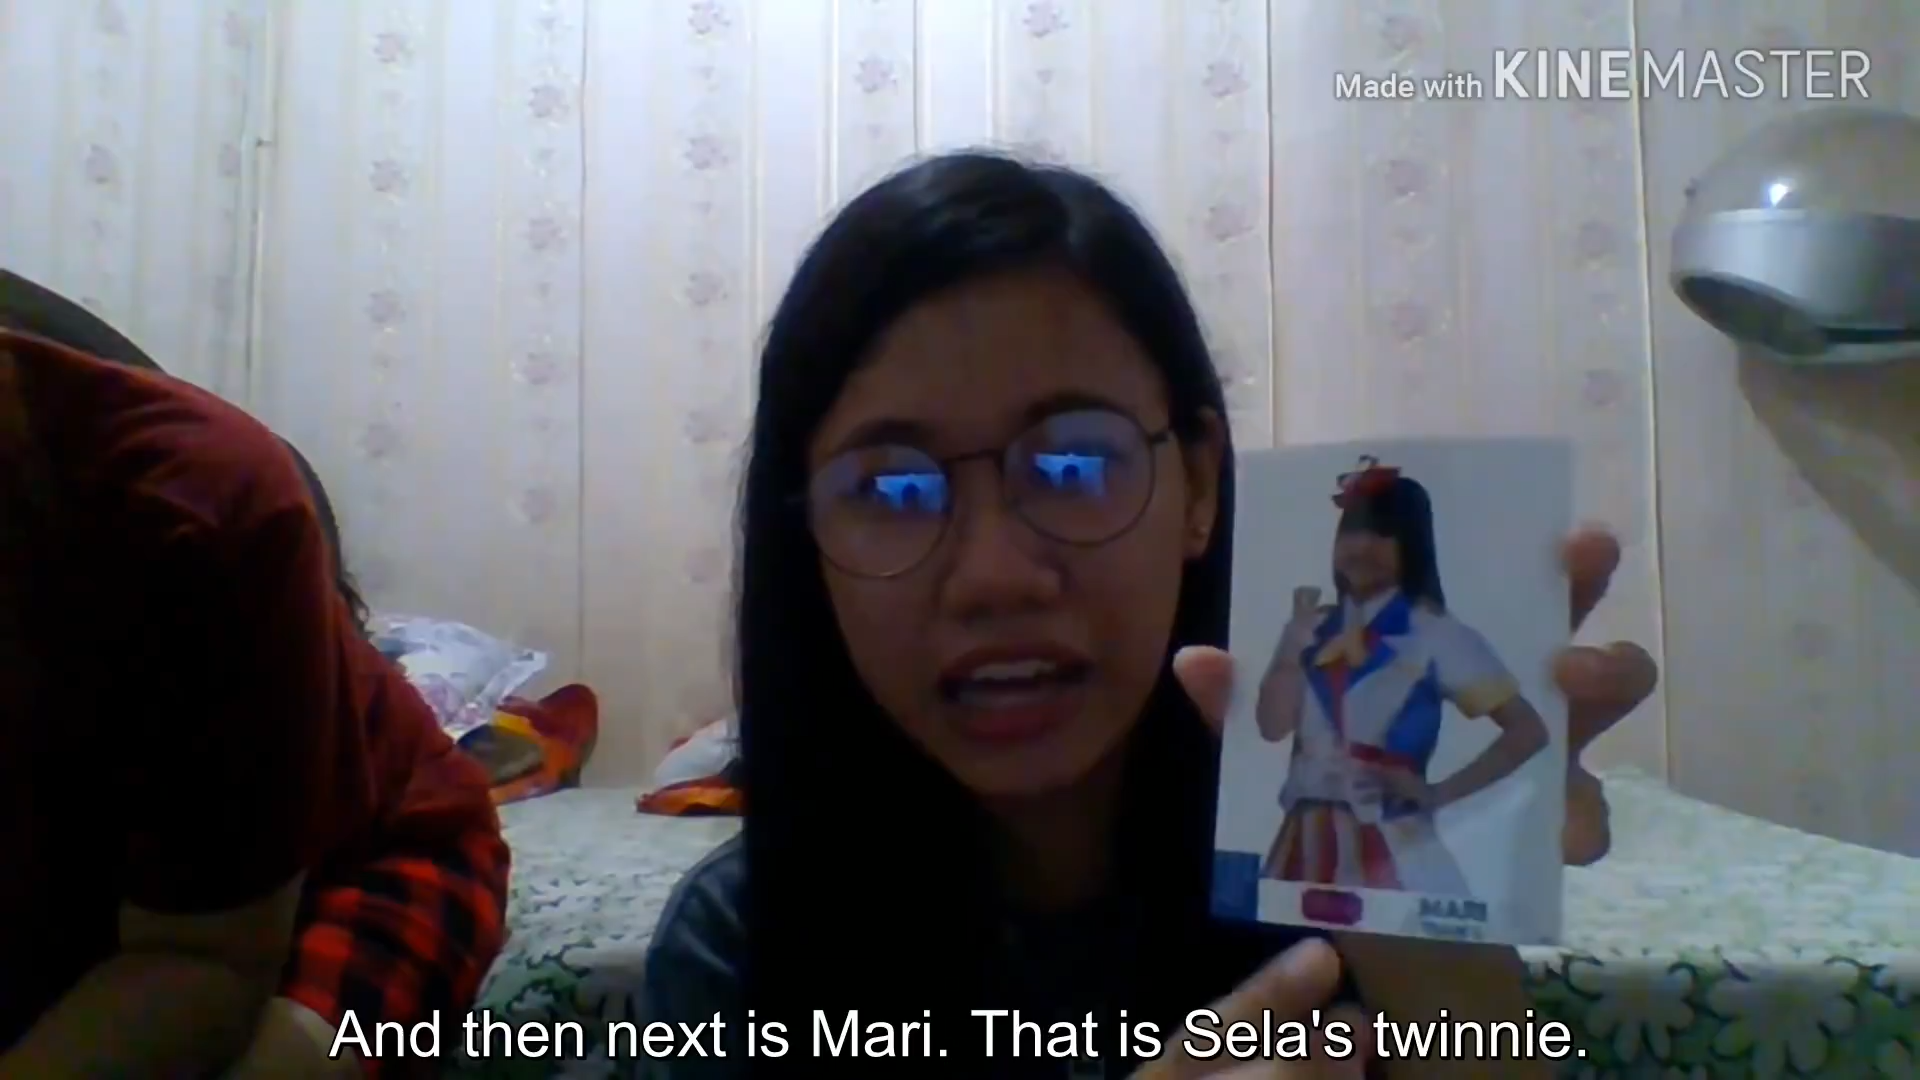 Made with KINEMASTER
MARI
And then next is Mari. That is Sela's twinnie.